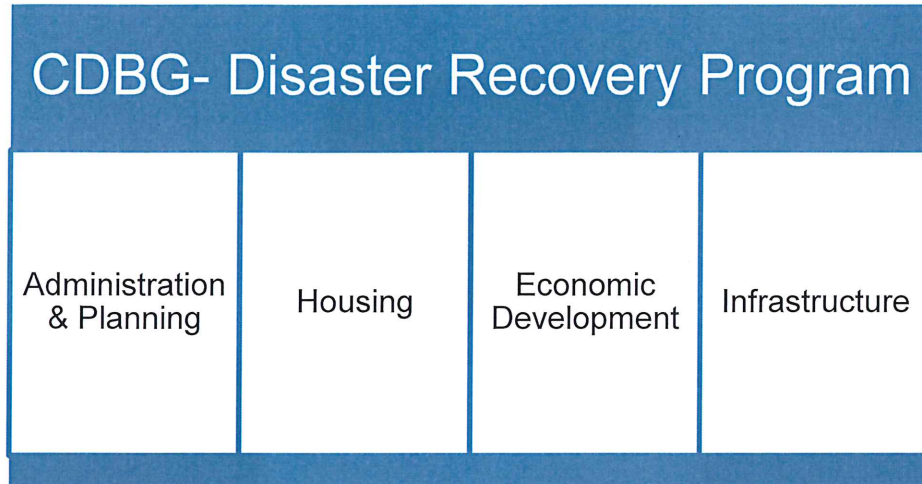 CDBG- Disaster Recovery Program
Administration
& Planning
Housing
Economic
Development
Infrastructure